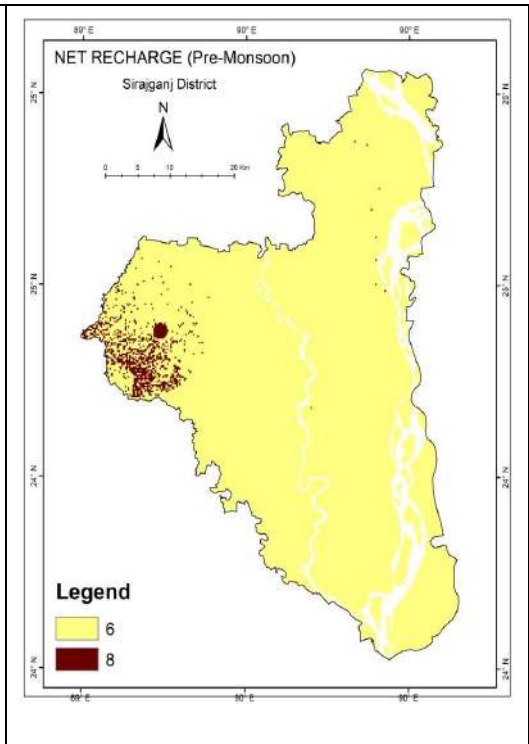 89° E
90° E
90° E
NET RECHARGE (Pre-Monsoon)
Sirajganj District
N
0 5 10 20 Km
25° N
25° N
25° N
25° N
24° N
24° N
Legend
6
8
24° N
24° N
89° E
90° E
90° E